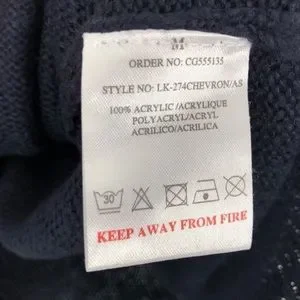 M
ORDER NO: CG555135
STYLE NO: LK-274CHEVRON/AS
100% ACRYLIC/ACRYLIQUE
POLYACRYL/ACRYL
ACRILICO/ACRILICA
30°
KEEP AWAY FROM FIRE